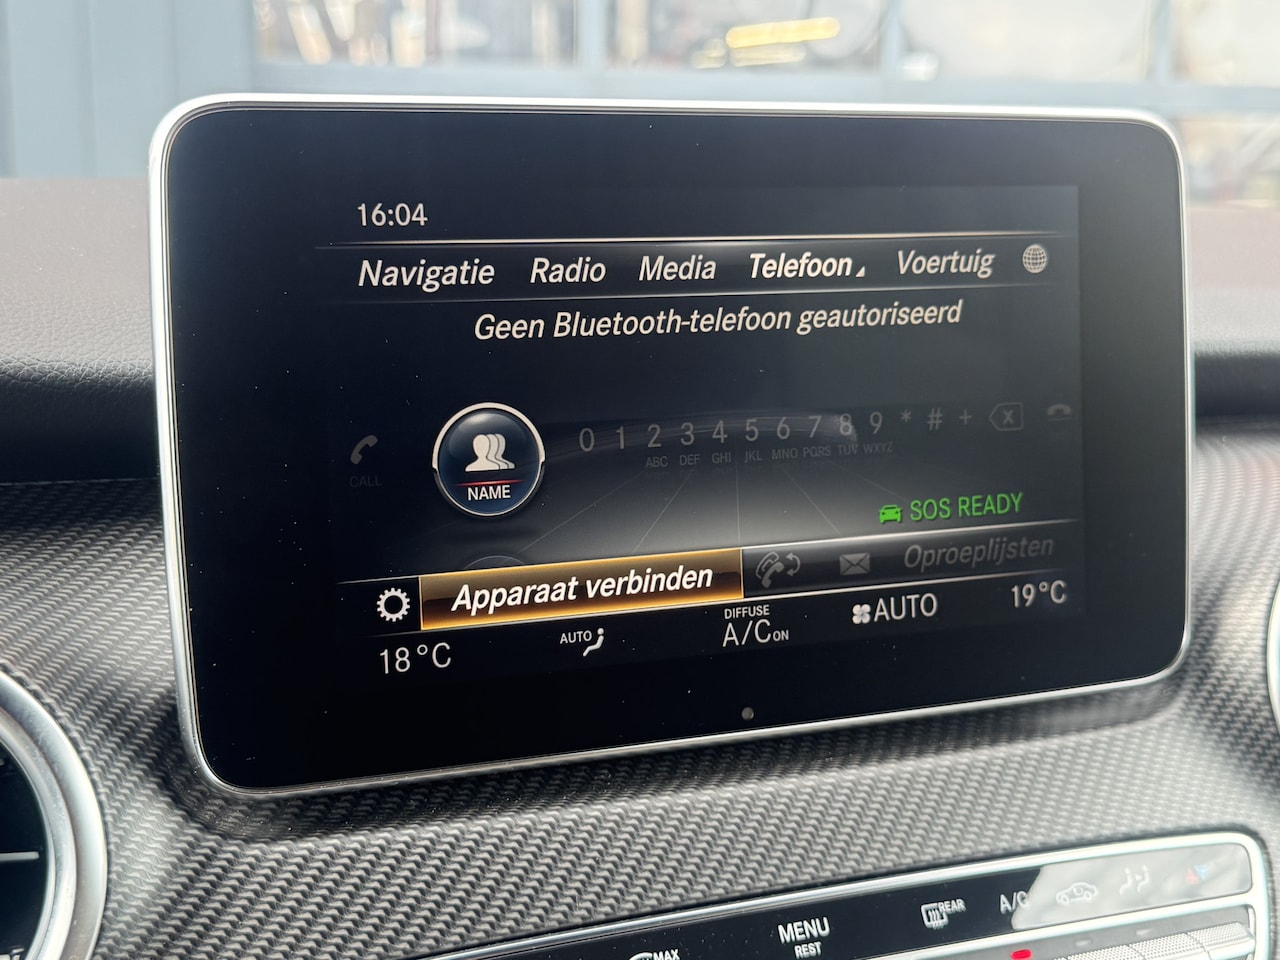 16:04
Navigatie Radio Media Telefoon Voertuig
Geen Bluetooth-telefoon geautoriseerd
CALL
NAME
0 1 2 3 4 5 6 7 8 9 * # +
ABC DEF GHI JKL MNO PQRS TUV WXYZ
SOS READY
Apparaat verbinden Oproeplijsten
18°C AUTO DIFFUSE A/C ON AUTO 19°C
MAX
MENU
REST
REAR
A/C